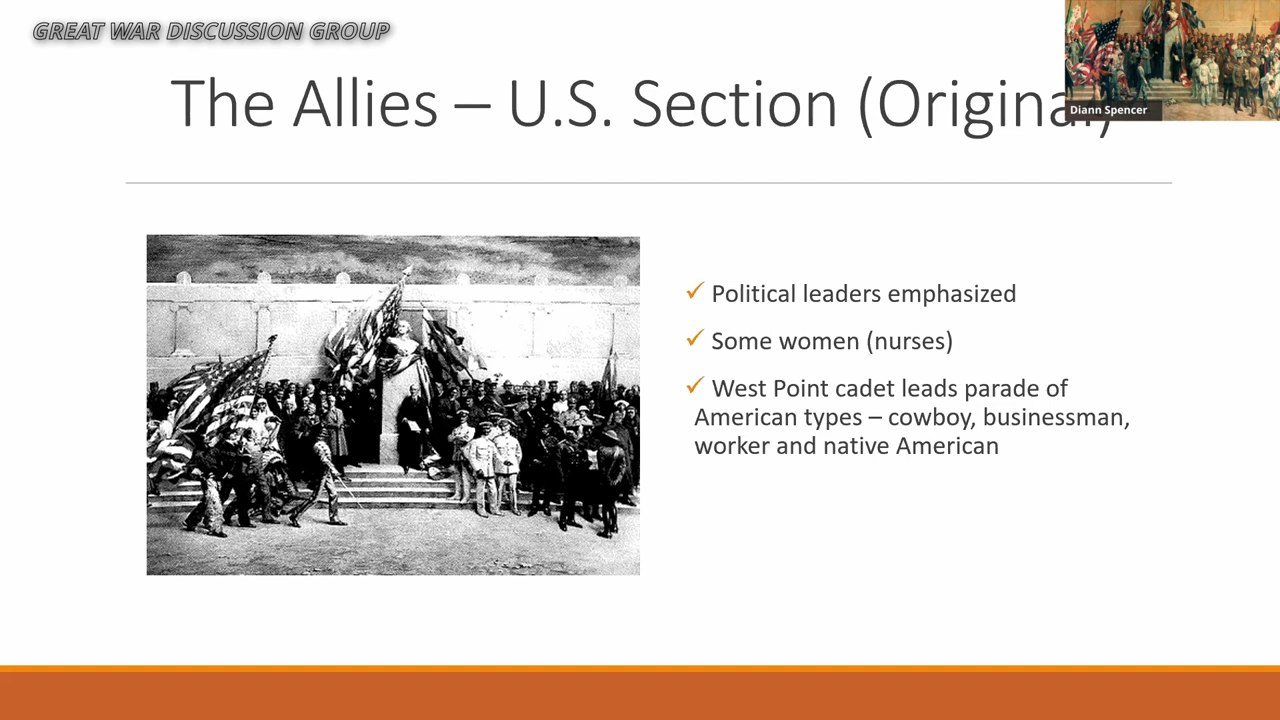 GREAT WAR DISCUSSION GROUP
The Allies – U.S. Section (Original)
Diann Spencer
✓ Political leaders emphasized
✓ Some women (nurses)
✓ West Point cadet leads parade of
American types – cowboy, businessman,
worker and native American